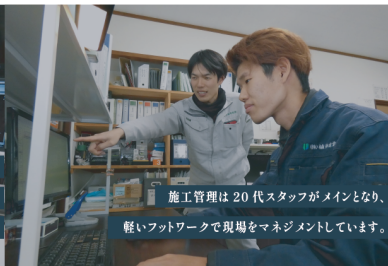 施工管理は20代スタッフがメインとなり、
軽いフットワークで現場をマネジメントしています。